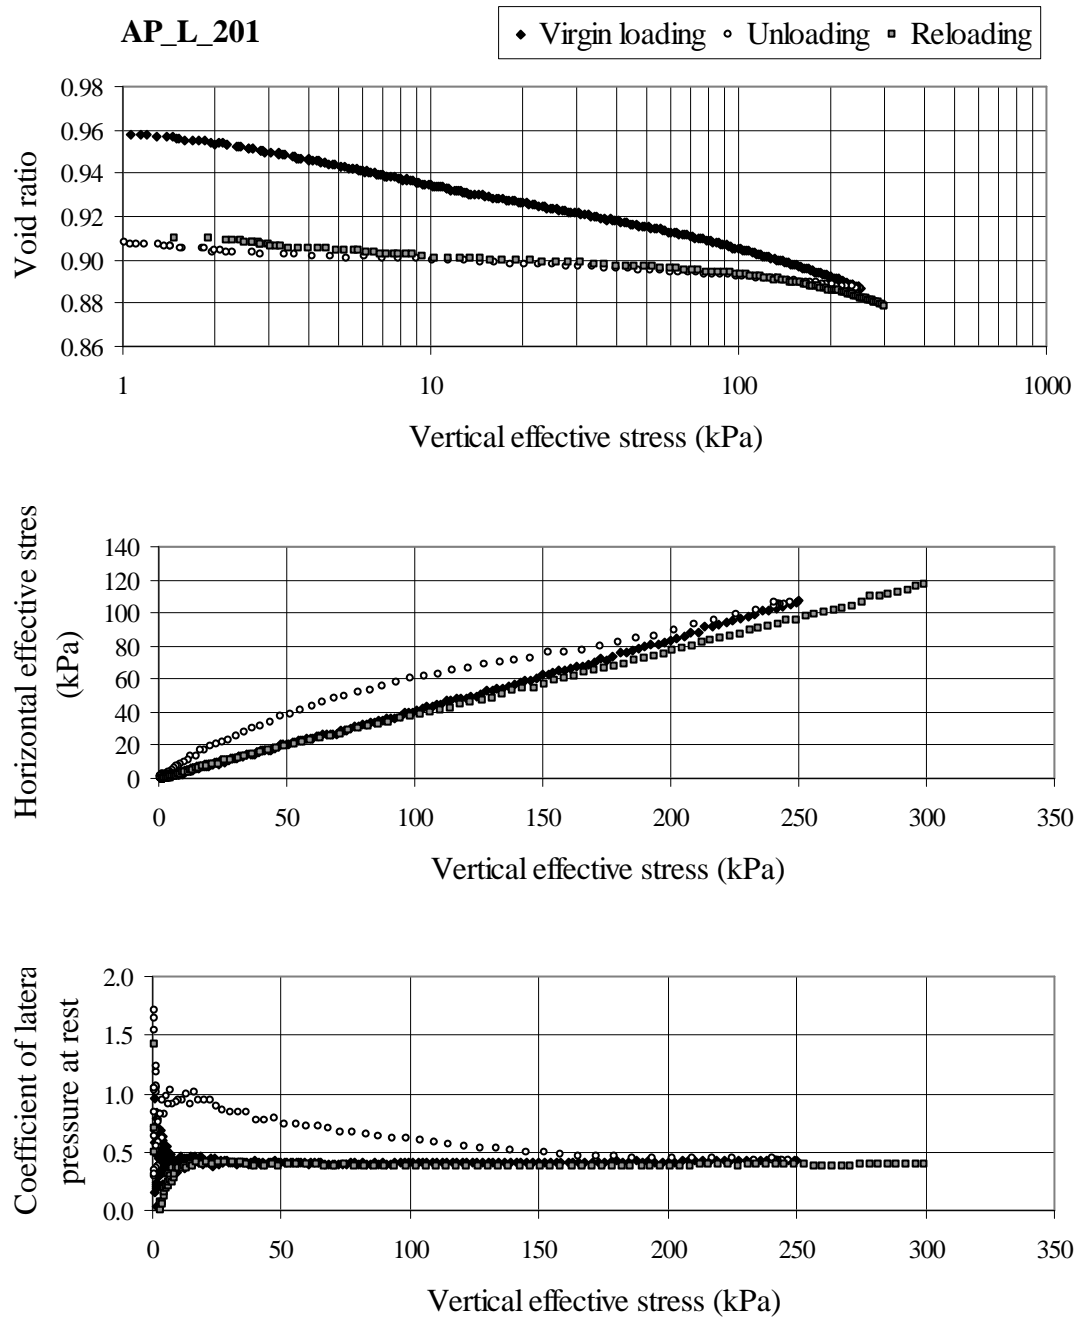 AP_L_201
Virgin loading Unloading Reloading
0.98
0.96
0.94
0.92
0.90
0.88
0.86
Void ratio
1 10 100 1000
Vertical effective stress (kPa)
140
120
100
80
60
40
20
0
Horizontal effective stres
(kPa)
0 50 100 150 200 250 300 350
Vertical effective stress (kPa)
2.0
1.5
1.0
0.5
0.0
Coefficient of latera
pressure at rest
0 50 100 150 200 250 300 350
Vertical effective stress (kPa)